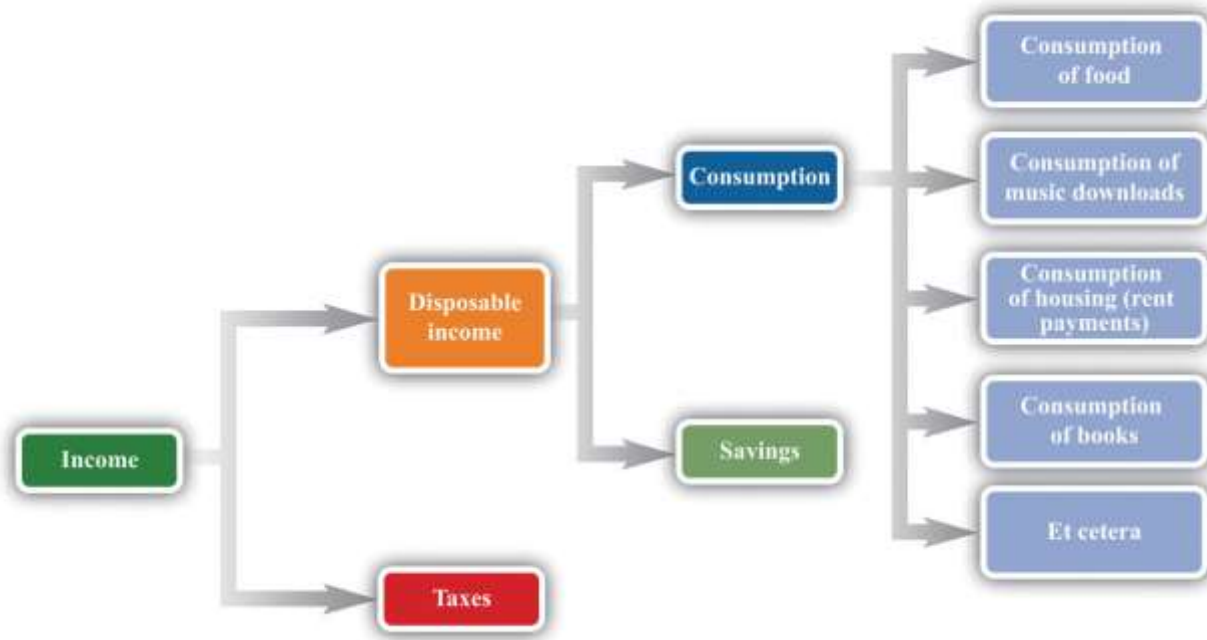 Income
Disposable
income
Taxes
Consumption
Savings
Consumption
of food
Consumption of
music downloads
Consumption
of housing (rent
payments)
Consumption
of books
Et cetera